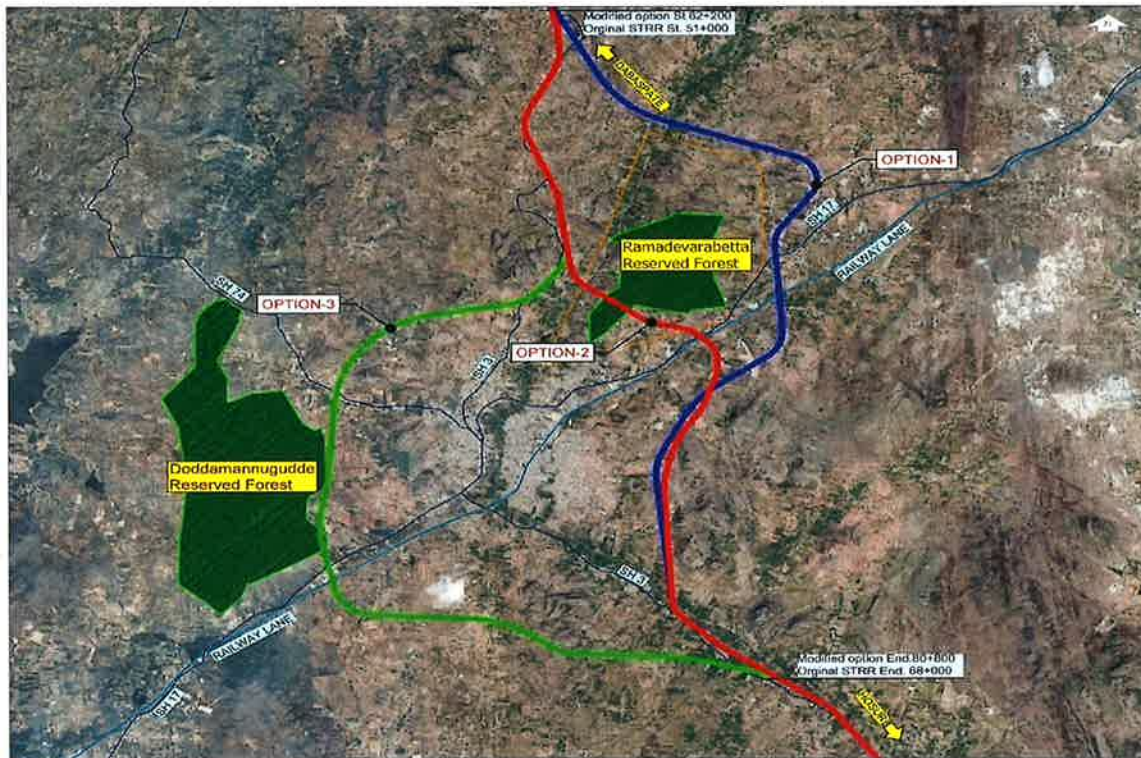 Modified option St.62+200
Orginal STRR St. 51+000
DABASPATE
OPTION-1
SH 17
RAILWAY LANE
Ramadevarabetta
Reserved Forest
SH 74
OPTION-3
OPTION-2
SH 3
Doddamannugudde
Reserved Forest
SH 3
RAILWAY LANE
SH 17
Modified option End.80+800
Orginal STRR End. 68+000
HOSUR